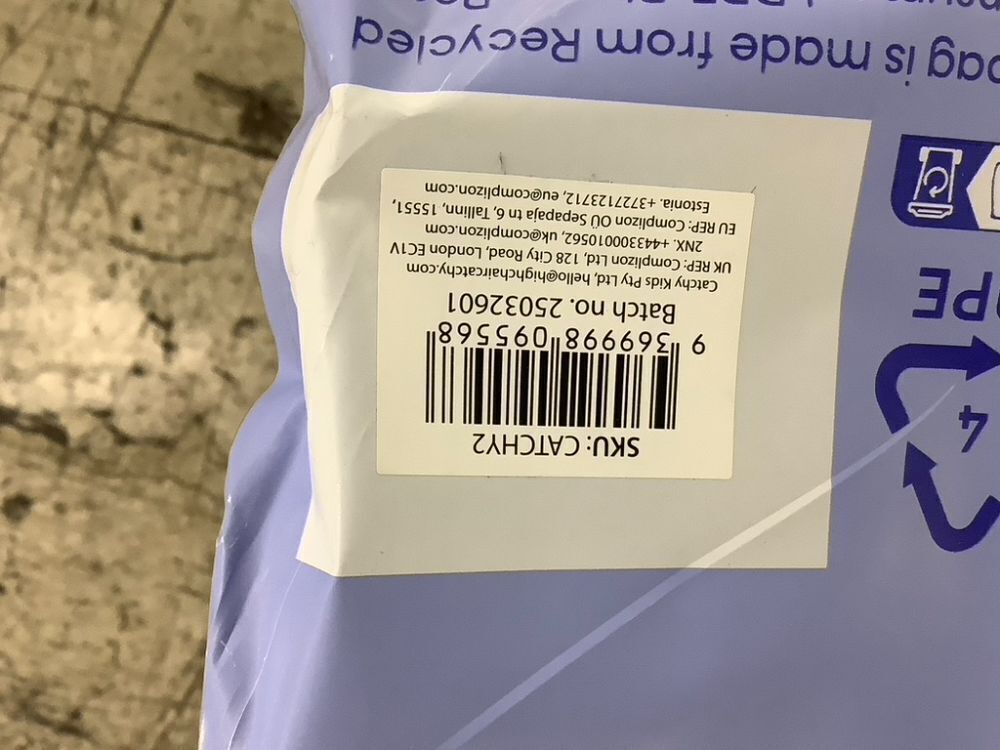 SKU: CATCHY2
9 369998 095568
Batch no. 25032601
Catchy Kids Pty Ltd, hello@highchaircatchy.com
UK REP: Complizon Ltd, 128 City Road, London EC1V
2NX. +443300010562, uk@complizon.com
EU REP: Complizon OÜ Sepapaja tn 6, Tallinn, 15551,
Estonia. +3727123712, eu@complizon.com
bag is made from Recycled
4